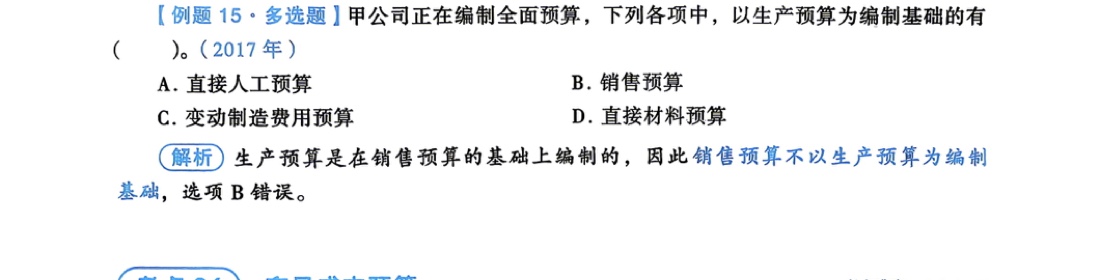 【例题 15·多选题】甲公司正在编制全面预算，下列各项中，以生产预算为编制基础的有
(　　)。（2017 年）
A. 直接人工预算　　B. 销售预算
C. 变动制造费用预算　　D. 直接材料预算
解析 生产预算是在销售预算的基础上编制的，因此销售预算不以生产预算为编制
基础，选项 B 错误。